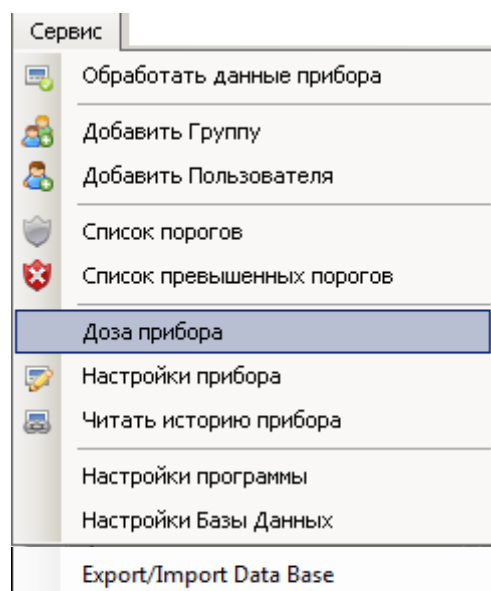 Сервис
Обработать данные прибора
Добавить Группу
Добавить Пользователя
Список порогов
Список превышенных порогов
Доза прибора
Настройки прибора
Читать историю прибора
Настройки программы
Настройки Базы Данных
Export/Import Data Base